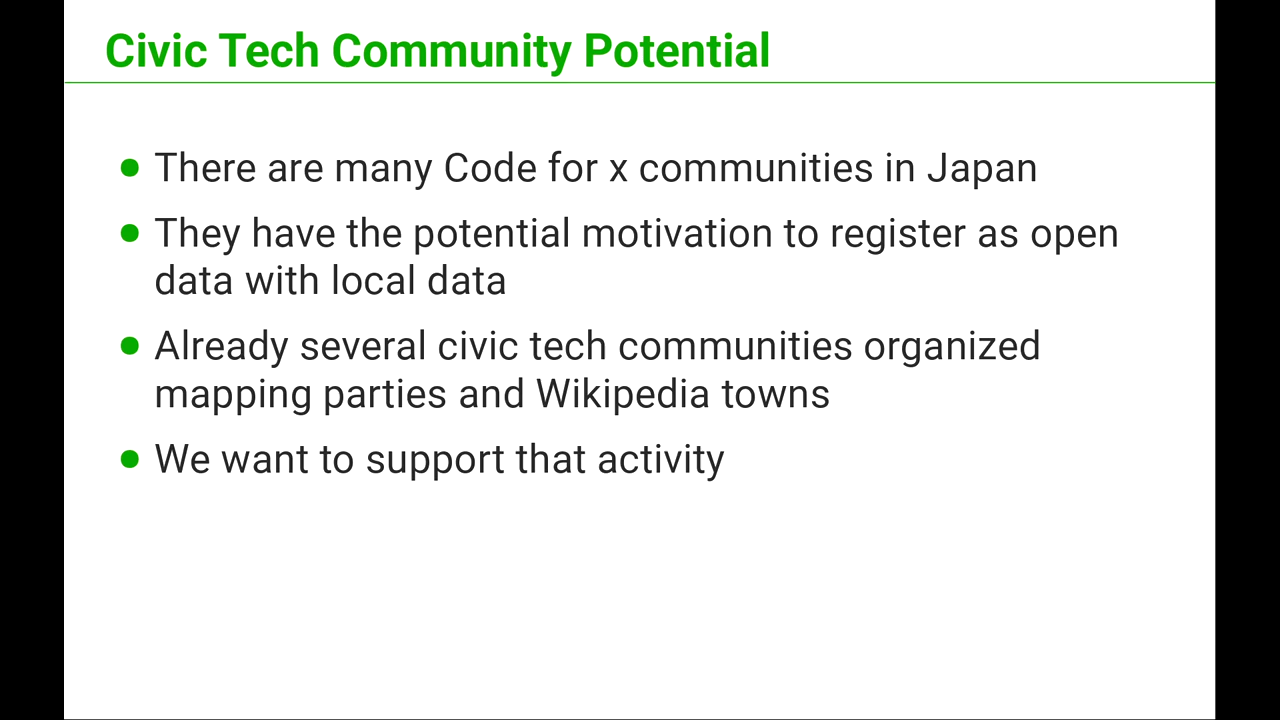 Civic Tech Community Potential
There are many Code for x communities in Japan
They have the potential motivation to register as open
data with local data
Already several civic tech communities organized
mapping parties and Wikipedia towns
We want to support that activity